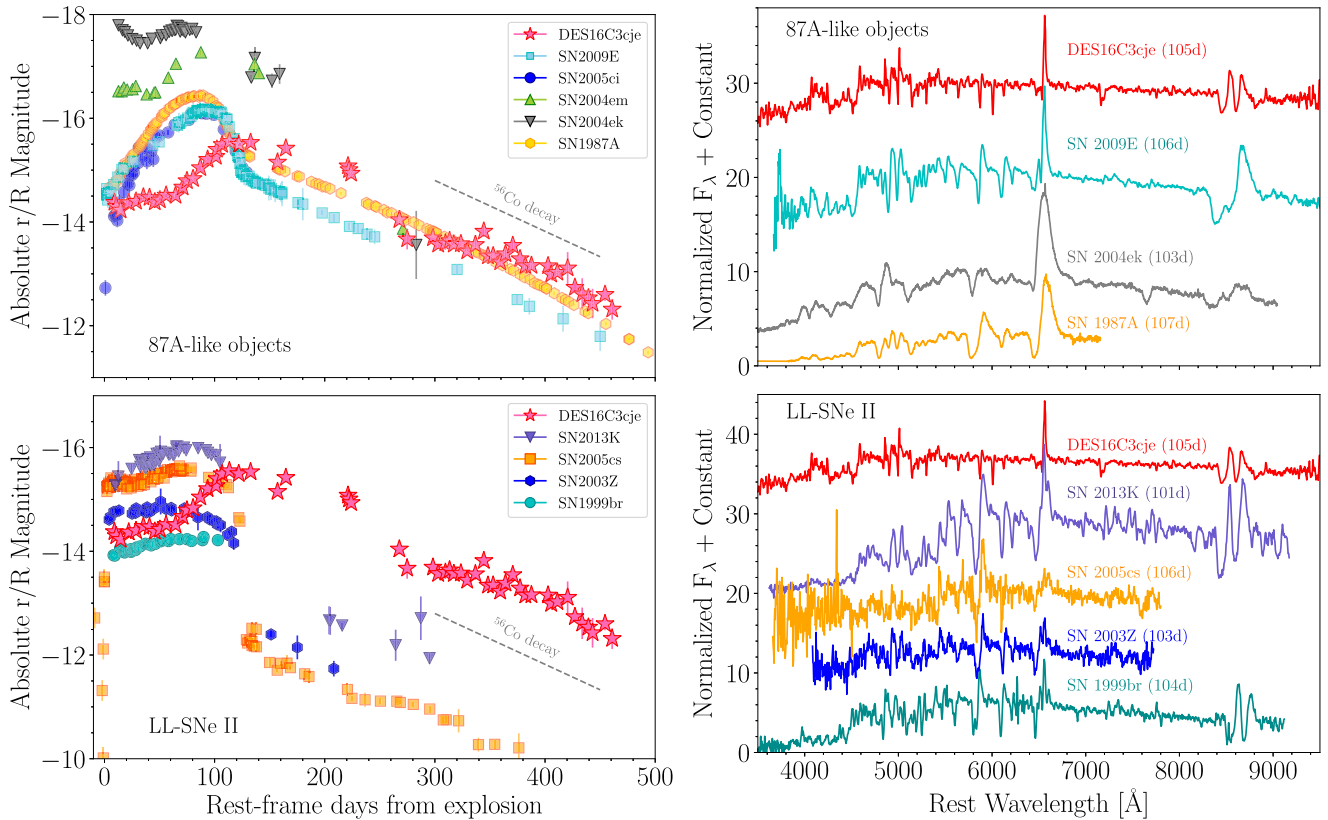 −18
−16
−14
−12
Absolute r/R Magnitude
DES16C3cje
SN2009E
SN2005ci
SN2004em
SN2004ek
SN1987A
⁵⁶Co decay
87A-like objects
30
20
10
0
Normalized Fλ + Constant
87A-like objects
DES16C3cje (105d)
SN 2009E (106d)
SN 2004ek (103d)
SN 1987A (107d)
−16
−14
−12
−10
Absolute r/R Magnitude
DES16C3cje
SN2013K
SN2005cs
SN2003Z
SN1999br
⁵⁶Co decay
LL-SNe II
0 100 200 300 400 500
Rest-frame days from explosion
40
30
20
10
0
Normalized Fλ + Constant
LL-SNe II
DES16C3cje (105d)
SN 2013K (101d)
SN 2005cs (106d)
SN 2003Z (103d)
SN 1999br (104d)
4000 5000 6000 7000 8000 9000
Rest Wavelength [Å]